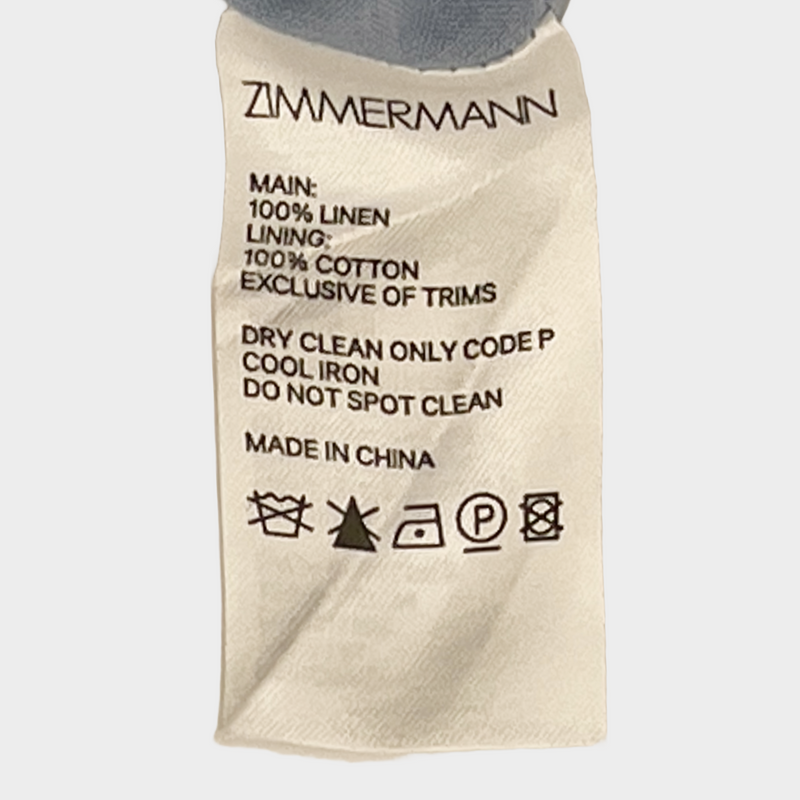 ZIMMERMANN
MAIN:
100% LINEN
LINING:
100% COTTON
EXCLUSIVE OF TRIMS
DRY CLEAN ONLY CODE P
COOL IRON
DO NOT SPOT CLEAN
MADE IN CHINA
P